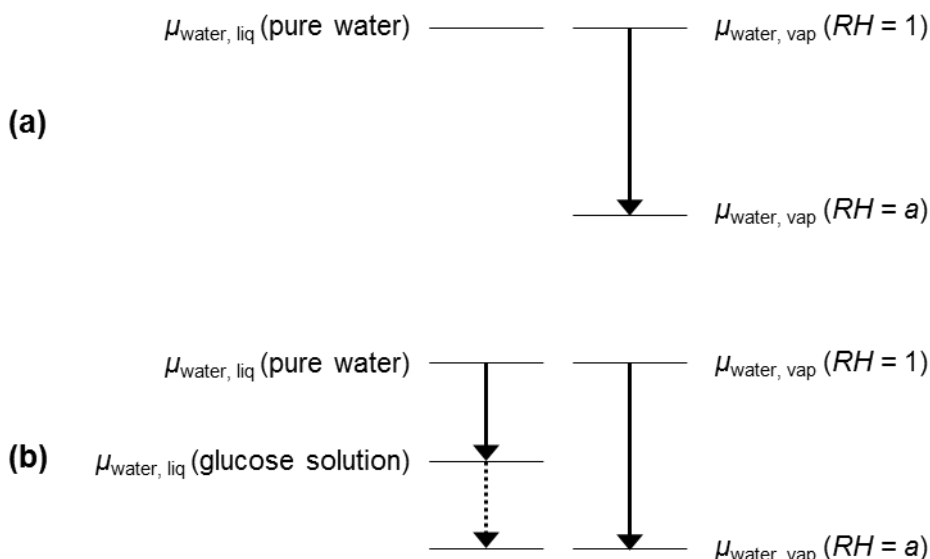 μwater, liq (pure water) μwater, vap (RH = 1)
(a)
μwater, vap (RH = a)
μwater, liq (pure water) μwater, vap (RH = 1)
(b) μwater, liq (glucose solution)
μwater, vap (RH = a)